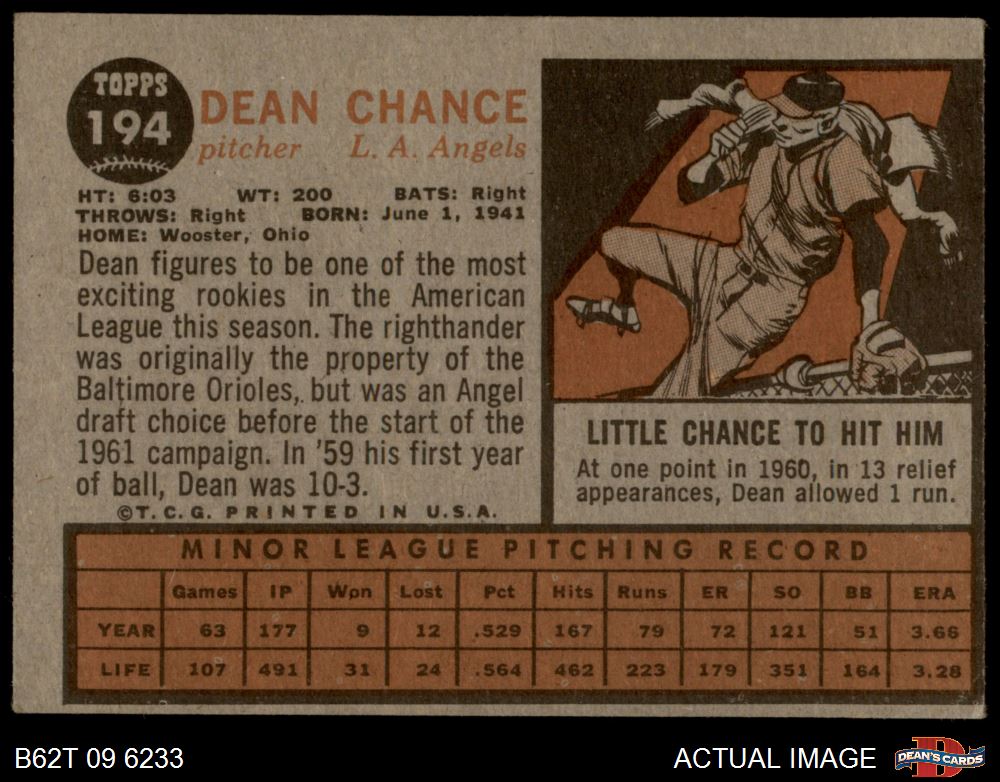 TOPPS
194
DEAN CHANCE
pitcher L. A. Angels
HT: 6:03 WT: 200 BATS: Right
THROWS: Right BORN: June 1, 1941
HOME: Wooster, Ohio
Dean figures to be one of the most
exciting rookies in the American
League this season. The righthander
was originally the property of the
Baltimore Orioles, but was an Angel
draft choice before the start of the
1961 campaign. In '59 his first year
of ball, Dean was 10-3.
©T. C. G. PRINTED IN U.S.A.
LITTLE CHANCE TO HIT HIM
At one point in 1960, in 13 relief
appearances, Dean allowed 1 run.
MINOR LEAGUE PITCHING RECORD
Games IP Won Lost Pct Hits Runs ER SO BB ERA
YEAR 63 177 9 12 .529 167 79 72 121 51 3.66
LIFE 107 491 31 24 .564 462 223 179 351 164 3.28
B62T 09 6233 ACTUAL IMAGE
D
DEAN'S CARDS